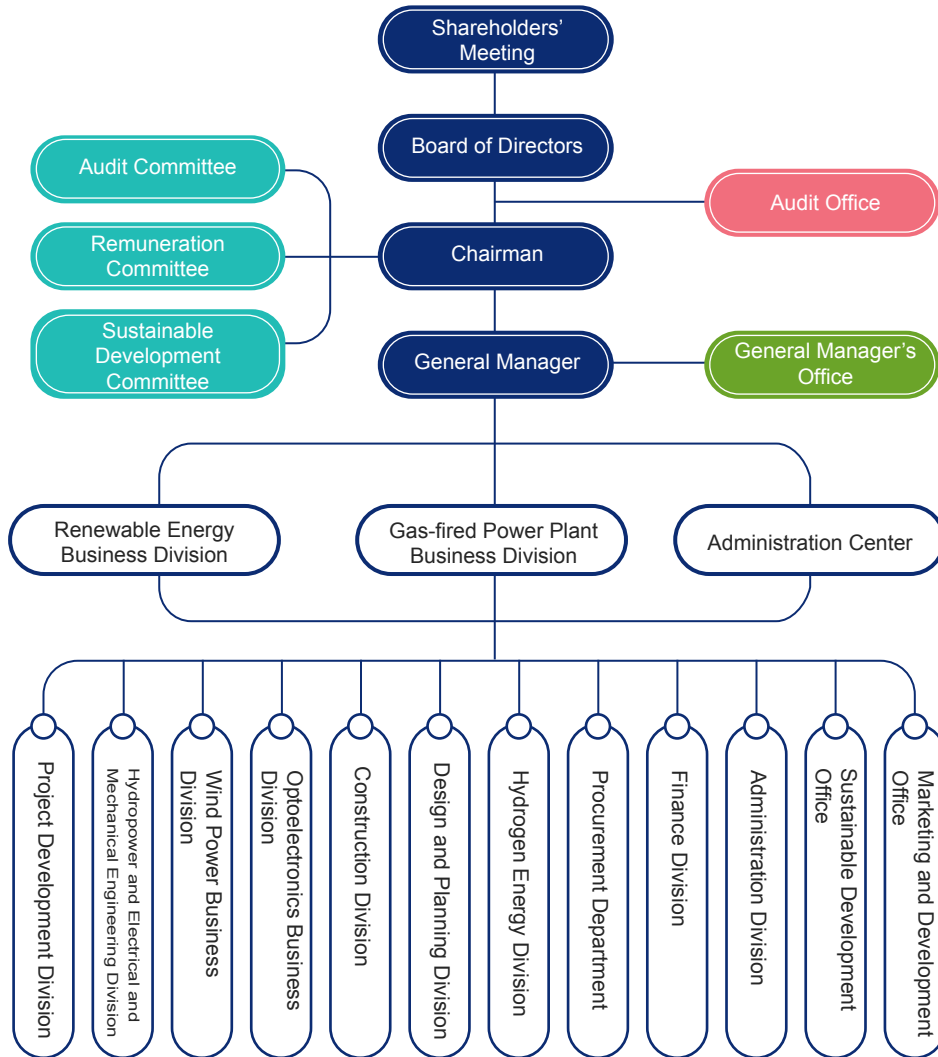 Shareholders’
Meeting
Board of Directors
Audit Committee
Audit Office
Remuneration
Committee
Chairman
Sustainable
Development
Committee
General Manager
General Manager’s
Office
Renewable Energy
Business Division
Gas-fired Power Plant
Business Division
Administration Center
Project Development Division
Hydropower and Electrical and
Mechanical Engineering Division
Wind Power Business
Division
Optoelectronics Business
Division
Construction Division
Design and Planning Division
Hydrogen Energy Division
Procurement Department
Finance Division
Administration Division
Sustainable Development
Office
Marketing and Development
Office